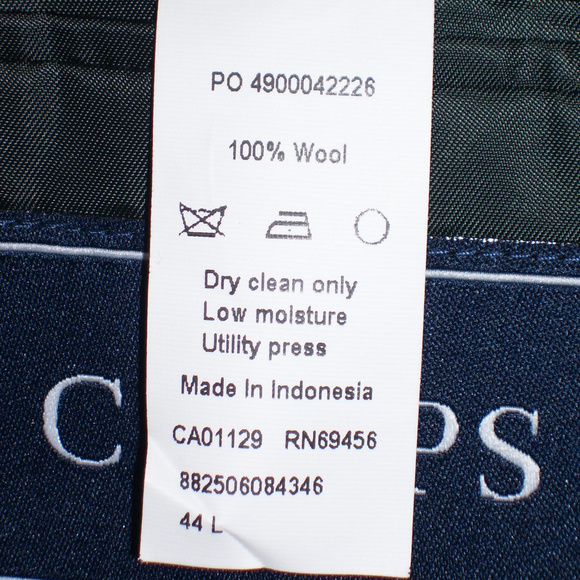 PO 4900042226
100% Wool
Dry clean only
Low moisture
Utility press
Made In Indonesia
CA01129 RN69456
882506084346
44 L